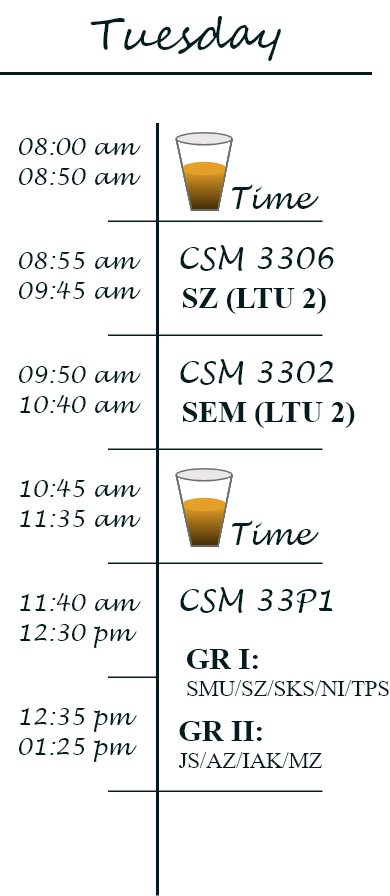 Tuesday
08:00 am
08:50 am
Time
08:55 am
09:45 am
CSM 3306
SZ (LTU 2)
09:50 am
10:40 am
CSM 3302
SEM (LTU 2)
10:45 am
11:35 am
Time
11:40 am
12:30 pm
CSM 33P1
GR I:
SMU/SZ/SKS/NI/TPS
12:35 pm
01:25 pm
GR II:
JS/AZ/IAK/MZ